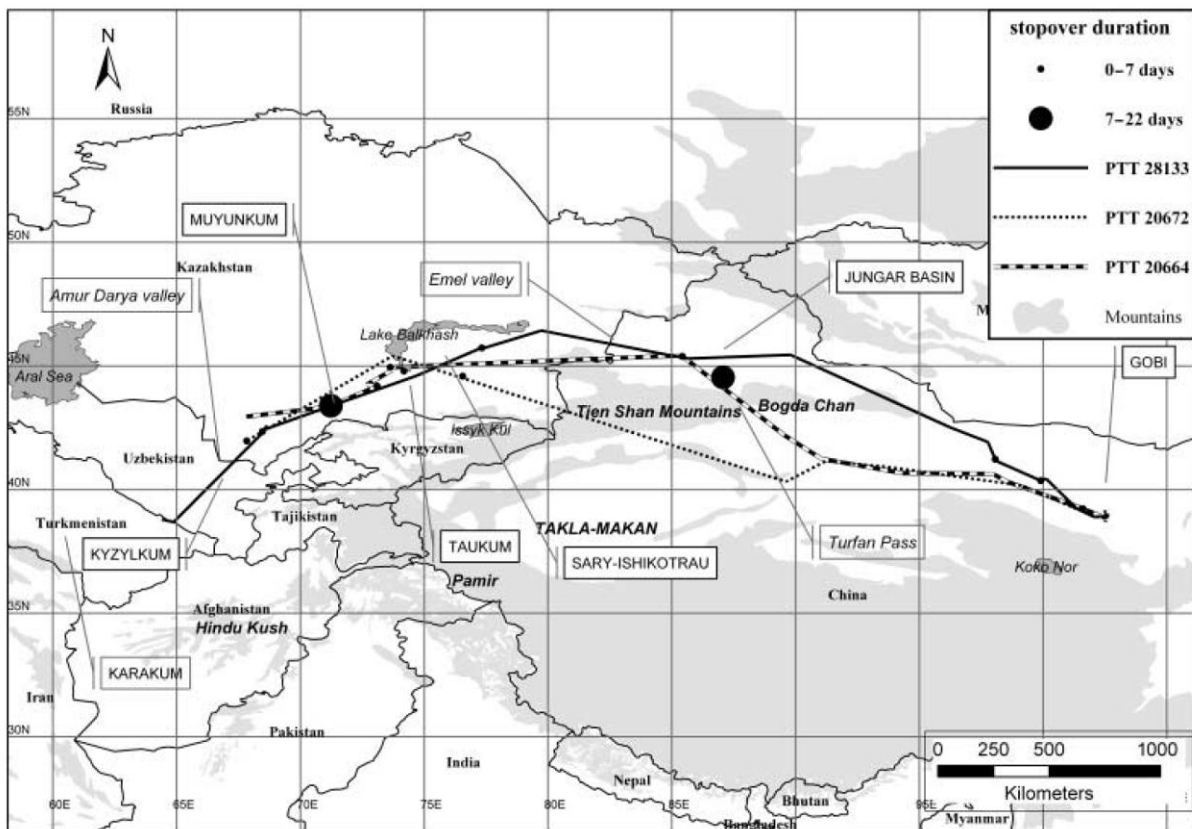 N
Russia
55N
50N
45N
40N
35N
30N
MUYUNKUM
Kazakhstan
Amur Darya valley
Emel valley
JUNGAR BASIN
Lake Balkhash
Aral Sea
GOBI
Tien Shan Mountains
Bogda Chan
Issyk Kul
Kyrgyzstan
Uzbekistan
Turkmenistan
Tajikistan
TAKLA-MAKAN
KYZYLKUM
TAUKUM
SARY-ISHIKOTRAU
Turfan Pass
Koko Nor
Pamir
China
Afghanistan
Hindu Kush
KARAKUM
Iran
Pakistan
India
Nepal
Bhutan
Bangladesh
Myanmar
60E
65E
70E
75E
80E
85E
95E
stopover duration
0–7 days
7–22 days
PTT 28133
PTT 20672
PTT 20664
Mountains
M
0 250 500 1000
Kilometers